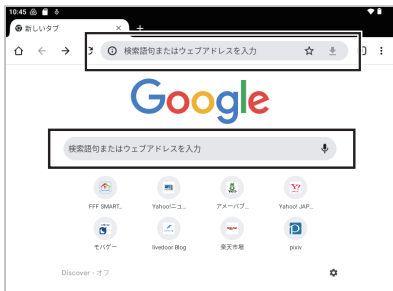 10:45
新しいタブ
検索語句またはウェブアドレスを入力
Google
検索語句またはウェブアドレスを入力
FFF SMART... Yahoo!ニュ... アメーバブ... Yahoo! JAP...
モバゲー livedoor Blog 楽天市場 pixiv
Discover - オフ